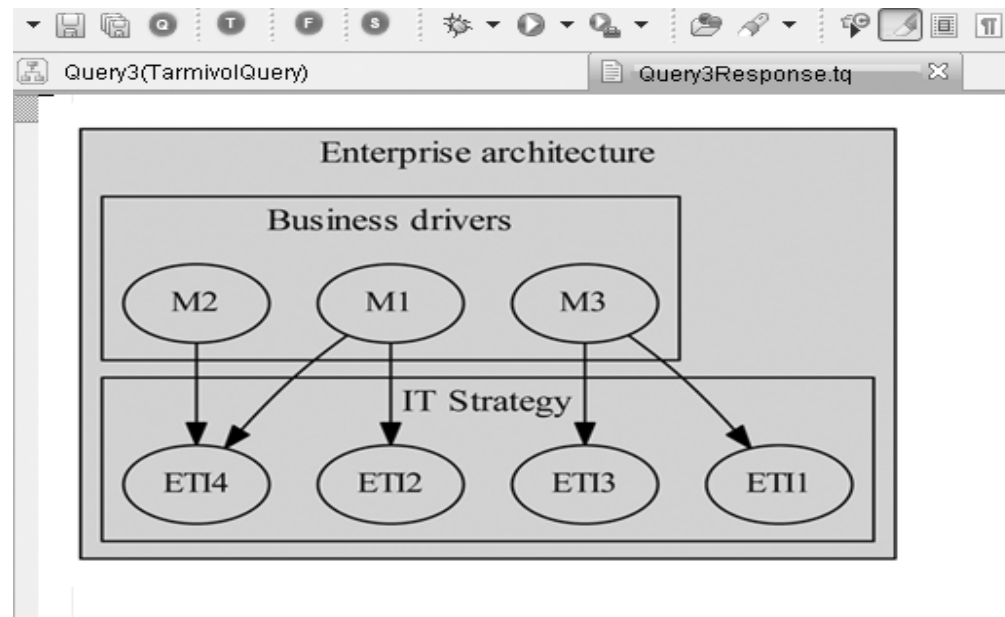 Q T F S
Query3(TarmivolQuery) Query3Response.tq
Enterprise architecture
Business drivers
M2 M1 M3
IT Strategy
ETI4 ETI2 ETI3 ETI1